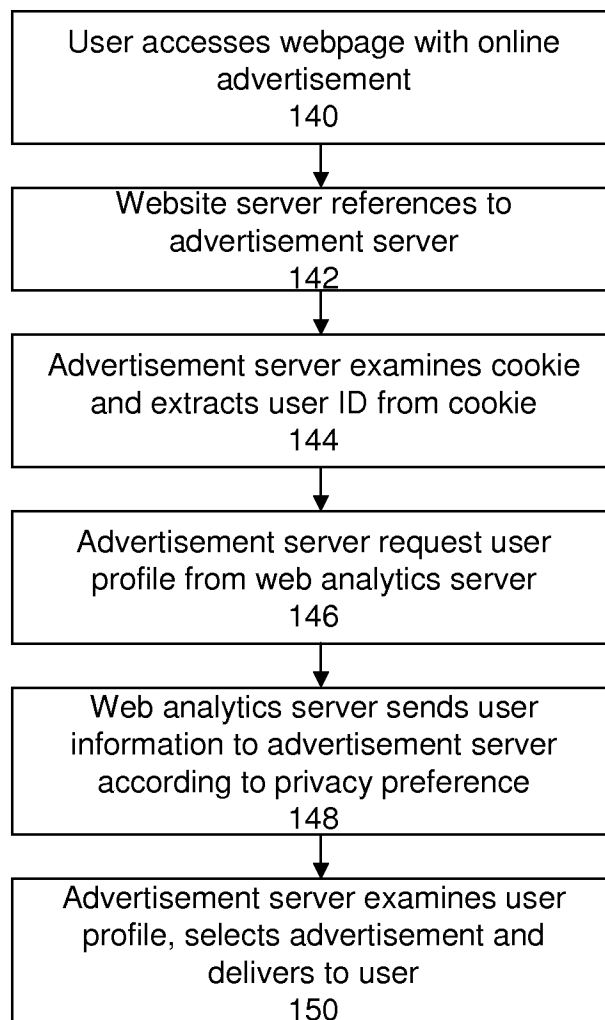 User accesses webpage with online
advertisement
140
Website server references to
advertisement server
142
Advertisement server examines cookie
and extracts user ID from cookie
144
Advertisement server request user
profile from web analytics server
146
Web analytics server sends user
information to advertisement server
according to privacy preference
148
Advertisement server examines user
profile, selects advertisement and
delivers to user
150